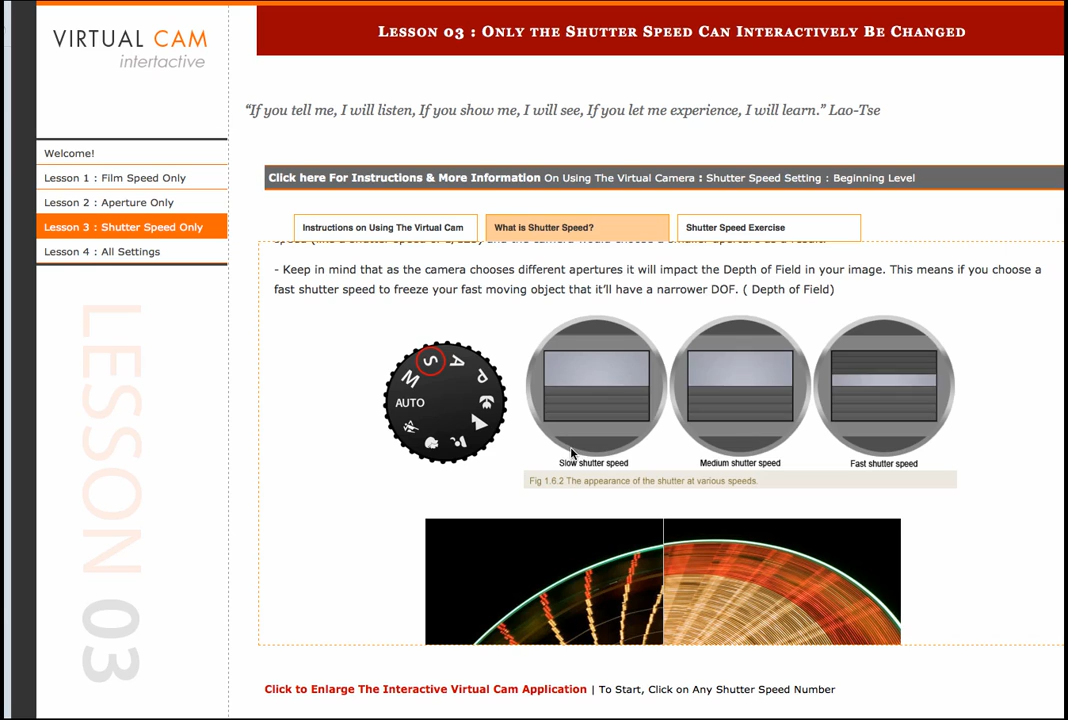 VIRTUAL CAM
intertactive
LESSON 03 : ONLY THE SHUTTER SPEED CAN INTERACTIVELY BE CHANGED
“If you tell me, I will listen, If you show me, I will see, If you let me experience, I will learn.” Lao-Tse
Welcome!
Lesson 1 : Film Speed Only
Lesson 2 : Aperture Only
Lesson 3 : Shutter Speed Only
Lesson 4 : All Settings
LESSON 03
Click here For Instructions & More Information On Using The Virtual Camera : Shutter Speed Setting : Beginning Level
Instructions on Using The Virtual Cam
What is Shutter Speed?
Shutter Speed Exercise
- Keep in mind that as the camera chooses different apertures it will impact the Depth of Field in your image. This means if you choose a
fast shutter speed to freeze your fast moving object that it’ll have a narrower DOF. ( Depth of Field)
S
A
P
M
AUTO
Slow shutter speed
Medium shutter speed
Fast shutter speed
Fig 1.6.2 The appearance of the shutter at various speeds.
Click to Enlarge The Interactive Virtual Cam Application | To Start, Click on Any Shutter Speed Number